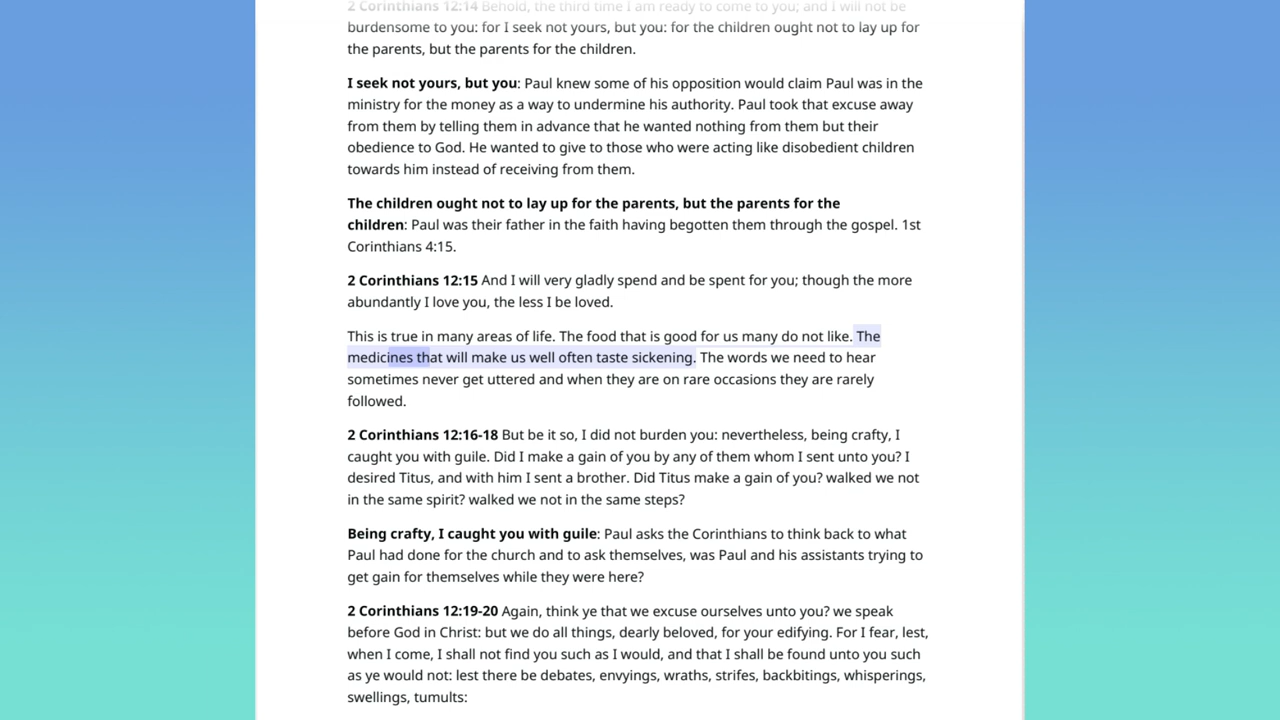 2 Corinthians 12:14 Behold, the third time I am ready to come to you; and I will not be
burdensome to you: for I seek not yours, but you: for the children ought not to lay up for
the parents, but the parents for the children.
I seek not yours, but you: Paul knew some of his opposition would claim Paul was in the
ministry for the money as a way to undermine his authority. Paul took that excuse away
from them by telling them in advance that he wanted nothing from them but their
obedience to God. He wanted to give to those who were acting like disobedient children
towards him instead of receiving from them.
The children ought not to lay up for the parents, but the parents for the
children: Paul was their father in the faith having begotten them through the gospel. 1st
Corinthians 4:15.
2 Corinthians 12:15 And I will very gladly spend and be spent for you; though the more
abundantly I love you, the less I be loved.
This is true in many areas of life. The food that is good for us many do not like. The
medicines that will make us well often taste sickening. The words we need to hear
sometimes never get uttered and when they are on rare occasions they are rarely
followed.
2 Corinthians 12:16-18 But be it so, I did not burden you: nevertheless, being crafty, I
caught you with guile. Did I make a gain of you by any of them whom I sent unto you? I
desired Titus, and with him I sent a brother. Did Titus make a gain of you? walked we not
in the same spirit? walked we not in the same steps?
Being crafty, I caught you with guile: Paul asks the Corinthians to think back to what
Paul had done for the church and to ask themselves, was Paul and his assistants trying to
get gain for themselves while they were here?
2 Corinthians 12:19-20 Again, think ye that we excuse ourselves unto you? we speak
before God in Christ: but we do all things, dearly beloved, for your edifying. For I fear, lest,
when I come, I shall not find you such as I would, and that I shall be found unto you such
as ye would not: lest there be debates, envyings, wraths, strifes, backbitings, whisperings,
swellings, tumults: